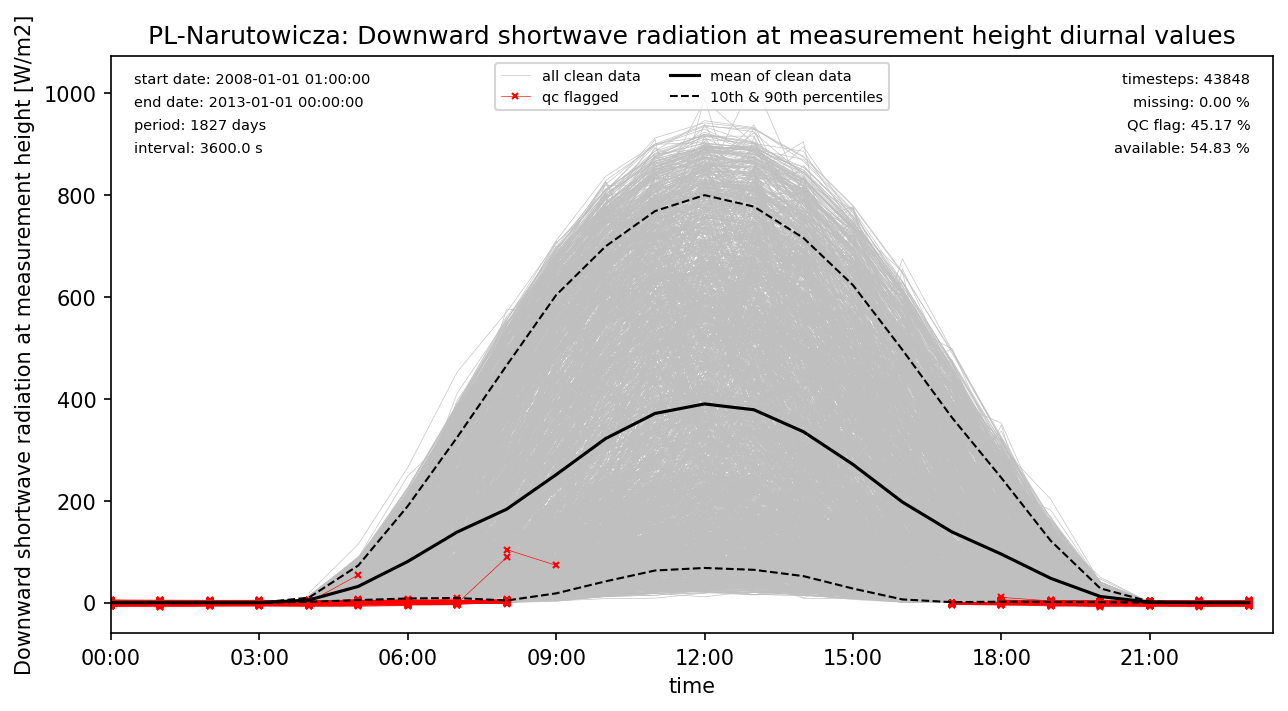 PL-Narutowicza: Downward shortwave radiation at measurement height diurnal values
Downward shortwave radiation at measurement height [W/m2]
start date: 2008-01-01 01:00:00
end date: 2013-01-01 00:00:00
period: 1827 days
interval: 3600.0 s
all clean data
qc flagged
mean of clean data
10th & 90th percentiles
timesteps: 43848
missing: 0.00 %
QC flag: 45.17 %
available: 54.83 %
1000
800
600
400
200
0
00:00 03:00 06:00 09:00 12:00 15:00 18:00 21:00
time